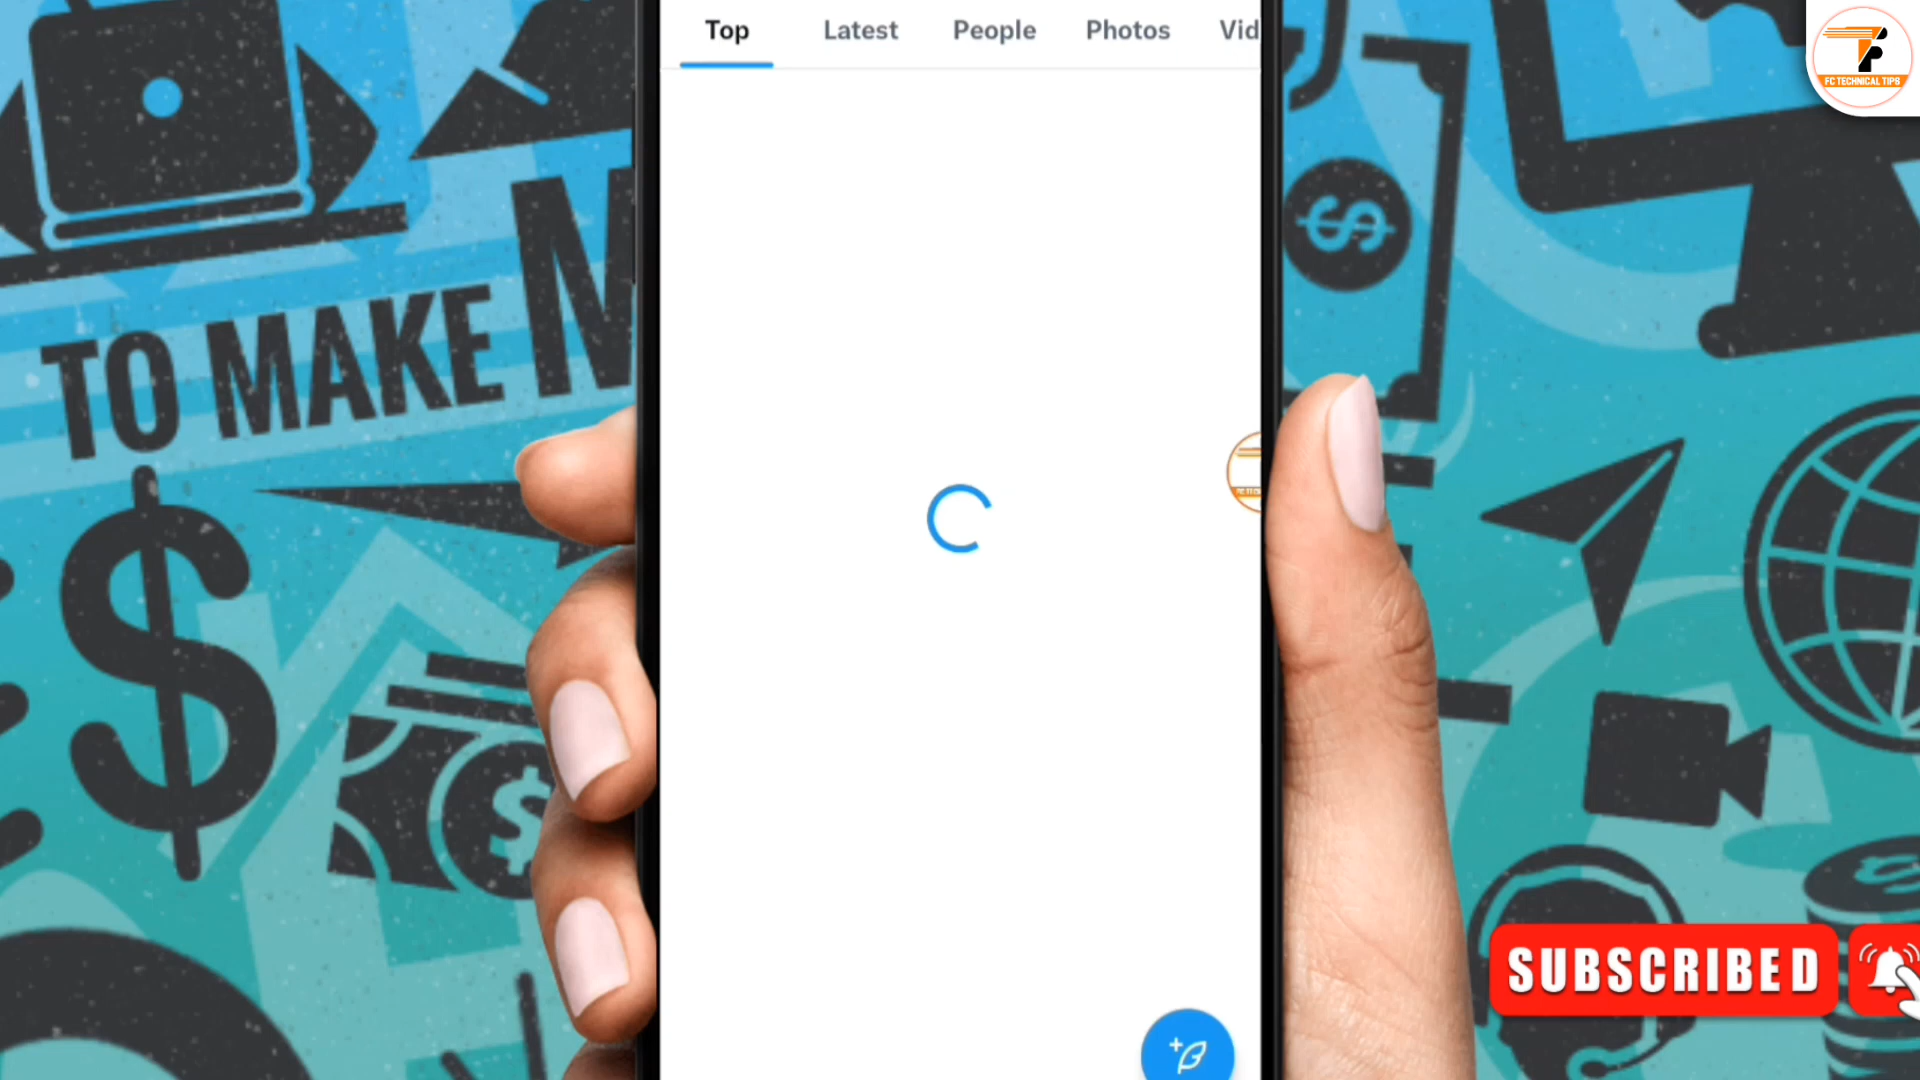 Top Latest People Photos Vid
FC TECHNICAL TIPS
TO MAKE M
SUBSCRIBED